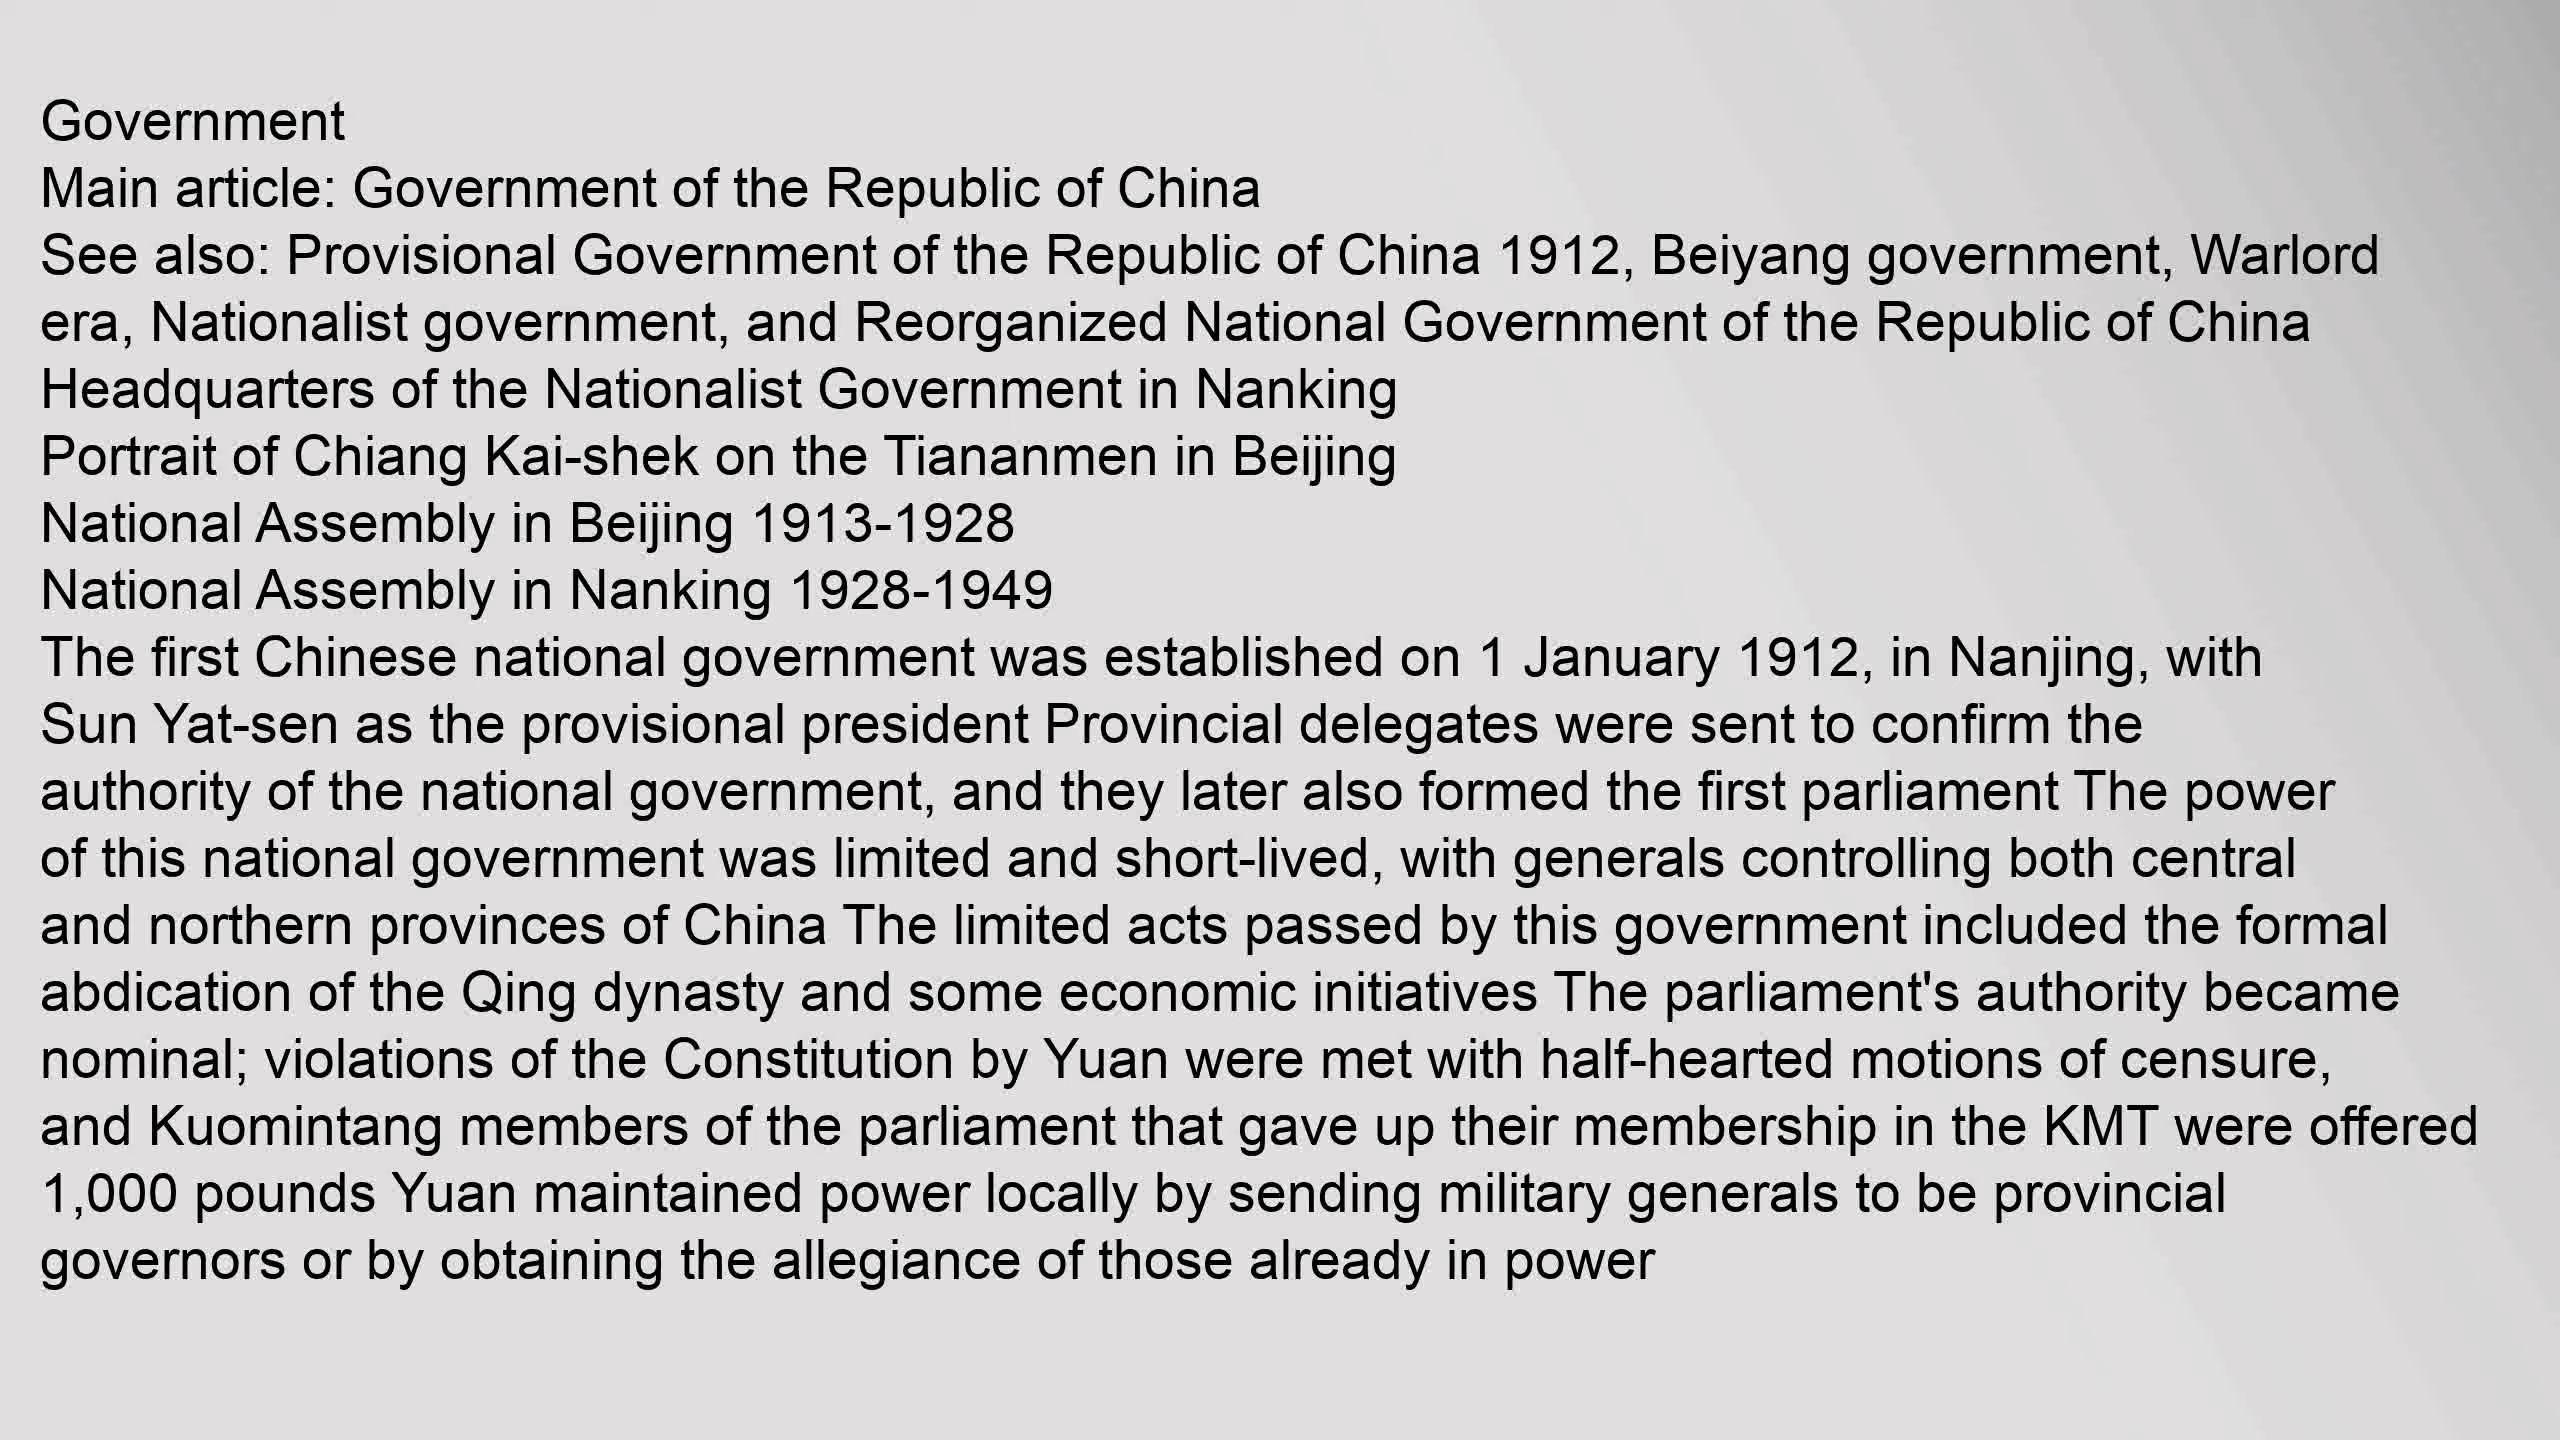 Government
Main article: Government of the Republic of China
See also: Provisional Government of the Republic of China 1912, Beiyang government, Warlord
era, Nationalist government, and Reorganized National Government of the Republic of China
Headquarters of the Nationalist Government in Nanking
Portrait of Chiang Kai-shek on the Tiananmen in Beijing
National Assembly in Beijing 1913-1928
National Assembly in Nanking 1928-1949
The first Chinese national government was established on 1 January 1912, in Nanjing, with
Sun Yat-sen as the provisional president Provincial delegates were sent to confirm the
authority of the national government, and they later also formed the first parliament The power
of this national government was limited and short-lived, with generals controlling both central
and northern provinces of China The limited acts passed by this government included the formal
abdication of the Qing dynasty and some economic initiatives The parliament's authority became
nominal; violations of the Constitution by Yuan were met with half-hearted motions of censure,
and Kuomintang members of the parliament that gave up their membership in the KMT were offered
1,000 pounds Yuan maintained power locally by sending military generals to be provincial
governors or by obtaining the allegiance of those already in power